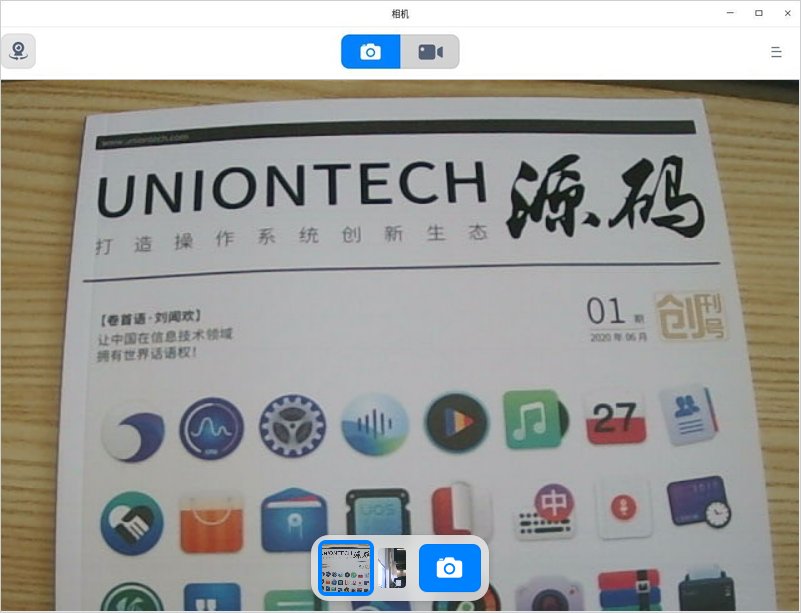 相机
www.uniontech.com
UNIONTECH 源码
打造操作系统创新生态
【卷首语·刘闻欢】
让中国在信息技术领域
拥有世界话语权！
01 期
2020 年 06 月
创刊号
27
UOS
中